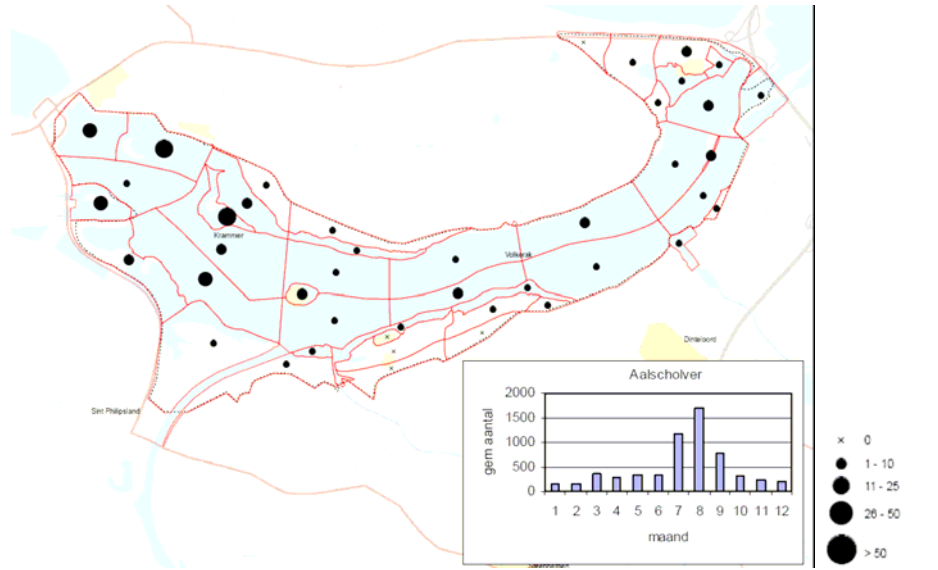 Krammer
Volkerak
Dinteloord
Sint Philipsland
Aalscholver
gem aantal
2000
1500
1000
500
0
1 2 3 4 5 6 7 8 9 10 11 12
maand
× 0
1 - 10
11 - 25
26 - 50
> 50